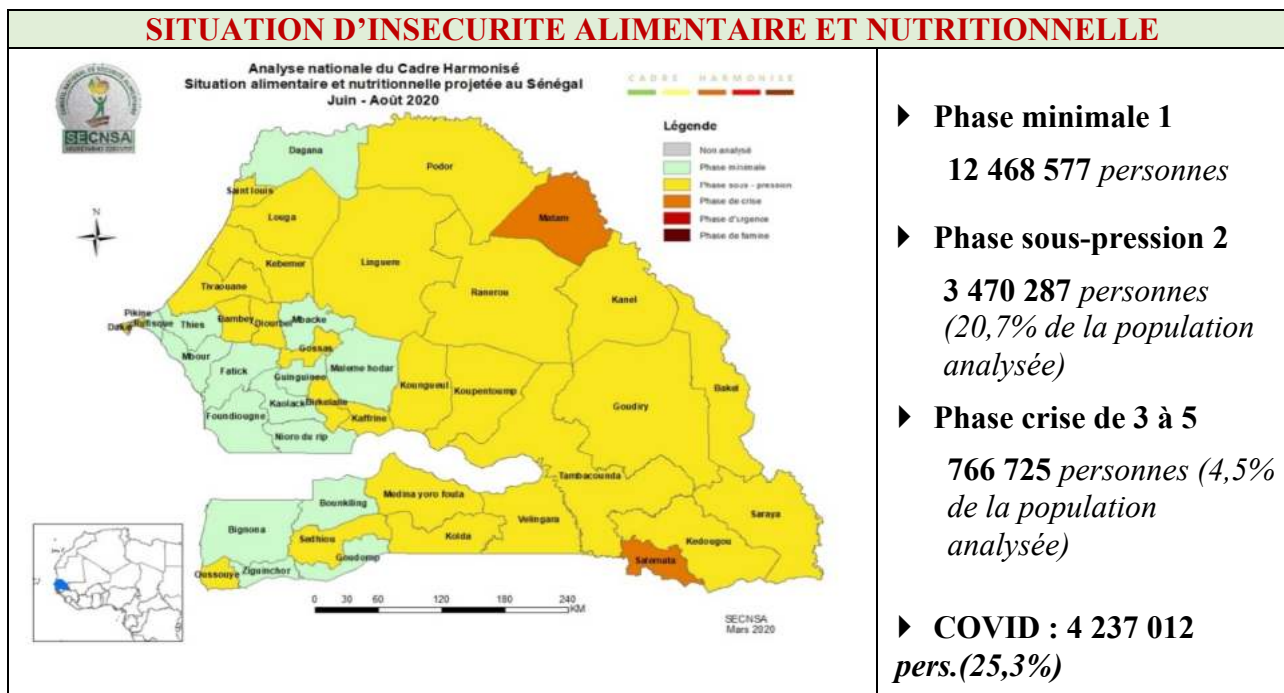 SITUATION D’INSECURITE ALIMENTAIRE ET NUTRITIONNELLE
SECNSA
Analyse nationale du Cadre Harmonisé
Situation alimentaire et nutritionnelle projetée au Sénégal
Juin - Août 2020
CADRE HARMONISE
Légende
Non analysé
Phase minimale
Phase sous - pression
Phase de crise
Phase d'urgence
Phase de famine
N
Dagana
Podor
Saint louis
Louga
Matam
Linguere
Kebemer
Ranerou
Kanel
Tivaouane
Pikine
Rufisque
Thies
Bambey
Diourbel
Mbacke
Gossas
Mbour
Fatick
Guinguineo
Maleme hodar
Koungueul
Koupentoump
Bakel
Goudiry
Kaolack
Birkelane
Kaffrine
Foundiougne
Nioro de rip
Tambacounda
Medina yoro foula
Bounkiling
Velingara
Saraya
Bignona
Sedhiou
Kolda
Kedougou
Goudomp
Salemata
Oussouye
Ziguinchor
0 30 60 120 180 240
KM
SECNSA
Mars 2020
Phase minimale 1
12 468 577 personnes
Phase sous-pression 2
3 470 287 personnes
(20,7% de la population
analysée)
Phase crise de 3 à 5
766 725 personnes (4,5%
de la population
analysée)
COVID : 4 237 012
pers.(25,3%)